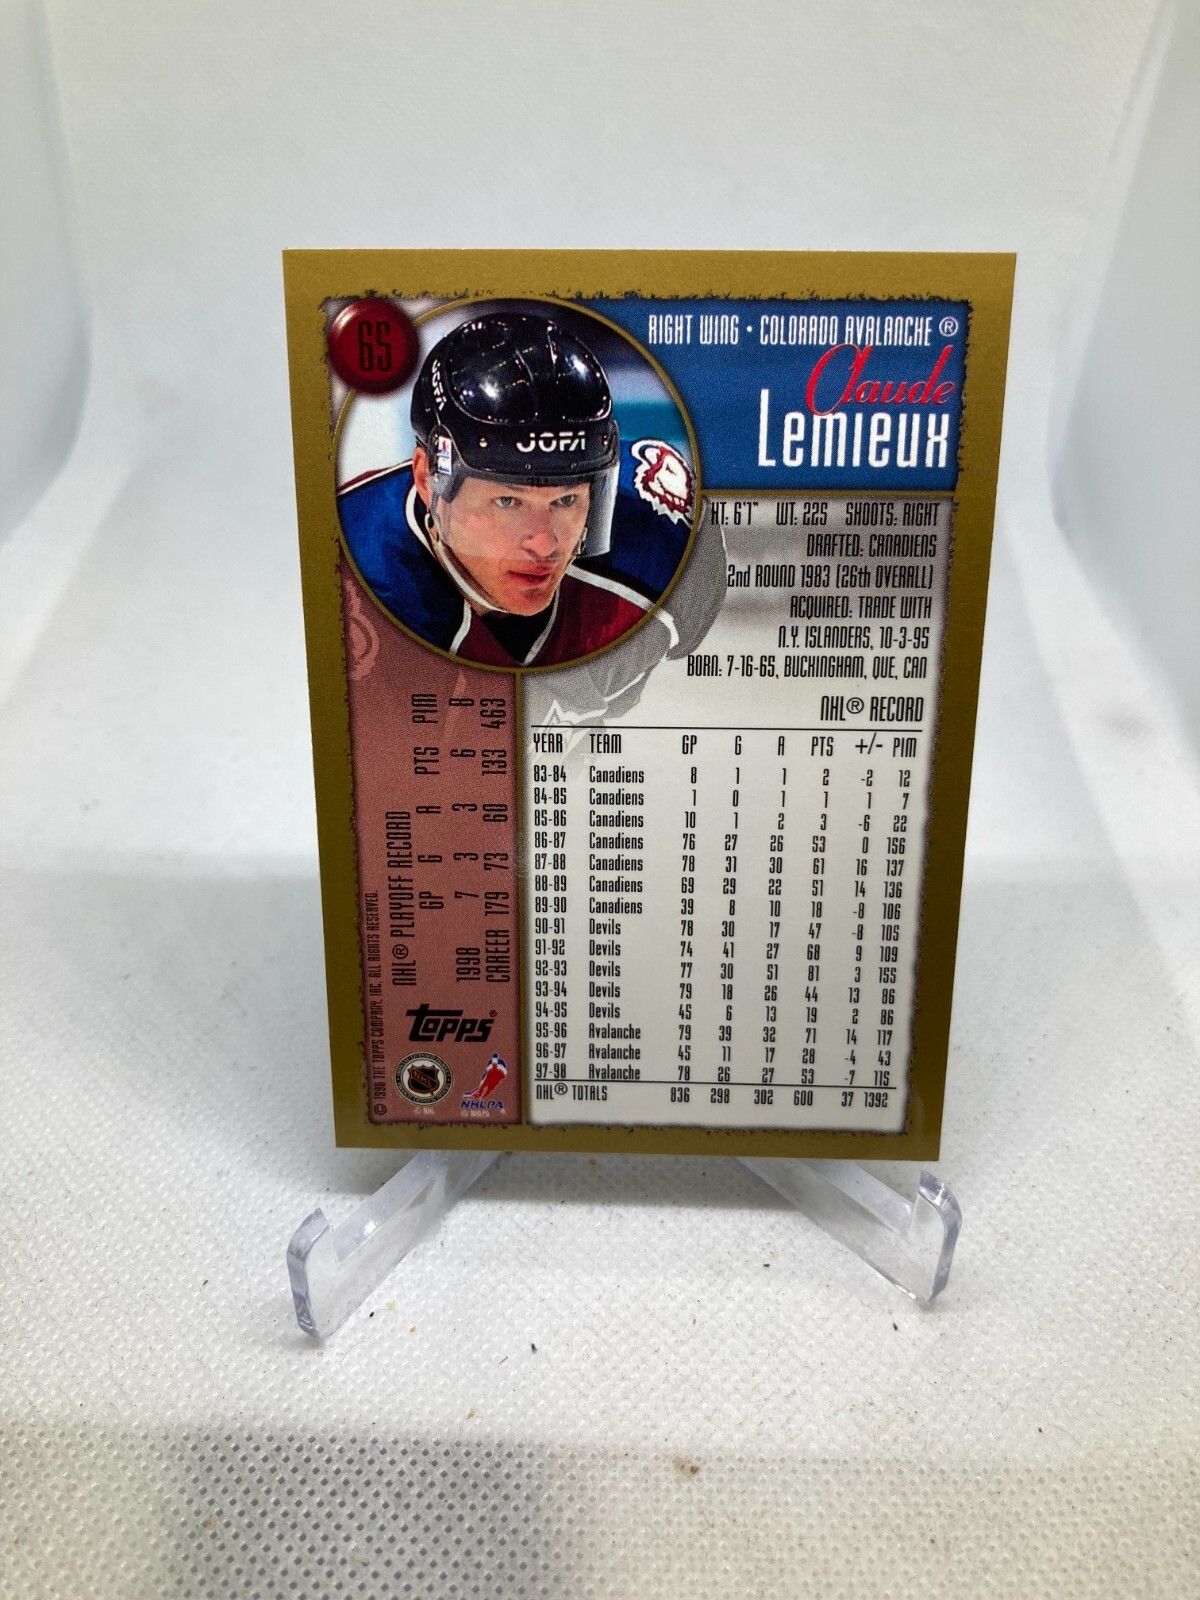 65
RIGHT WING • COLORADO AVALANCHE ®
Claude
Lemieux
JOFA
JOFA
HT: 6'1" WT: 225 SHOOTS: RIGHT
DRAFTED: CANADIENS
2nd ROUND 1983 (26th OVERALL)
ACQUIRED: TRADE WITH
N.Y. ISLANDERS, 10-3-95
BORN: 7-16-65, BUCKINGHAM, QUE, CAN
NHL® RECORD
YEAR TEAM GP G A PTS +/- PIM
83-84 Canadiens 8 1 1 2 -2 12
84-85 Canadiens 1 0 1 1 1 7
85-86 Canadiens 10 1 2 3 -6 22
86-87 Canadiens 76 27 26 53 0 156
87-88 Canadiens 78 31 30 61 16 137
88-89 Canadiens 69 29 22 51 14 136
89-90 Canadiens 39 8 10 18 -8 106
90-91 Devils 78 30 17 47 -8 105
91-92 Devils 74 41 27 68 9 109
92-93 Devils 77 30 51 81 3 155
93-94 Devils 79 18 26 44 13 86
94-95 Devils 45 6 13 19 2 86
95-96 Avalanche 79 39 32 71 14 117
96-97 Avalanche 45 11 17 28 -4 43
97-98 Avalanche 78 26 27 53 -7 115
NHL® TOTALS 836 298 302 600 37 1392
NHL® PLAYOFF RECORD
GP G A PTS PIM
1998 7 3 3 6 8
CAREER 179 73 60 133 463
© 1998 THE TOPPS COMPANY, INC. ALL RIGHTS RESERVED.
Topps®
NHL
NHLPA